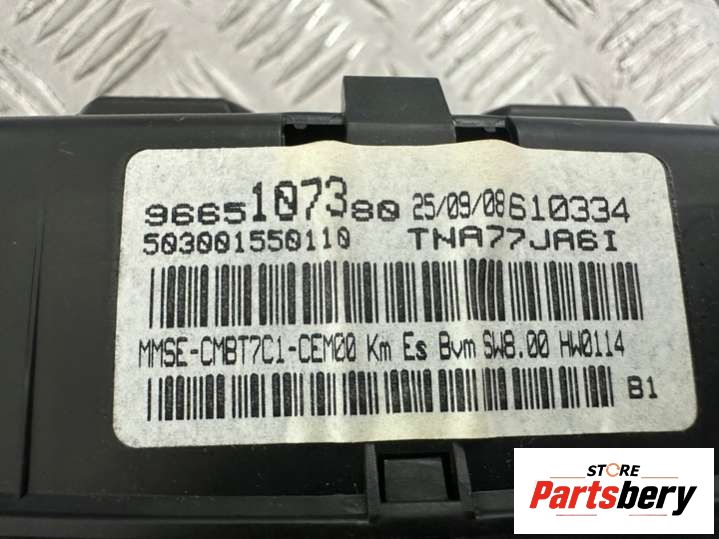 9665107380 25/09/08610334
503001550110 TNA77JA6I
MMSE-CMBT7C1-CEM00 Km Es Bvm SW8.00 HW0114
B1
STORE
Partsbery